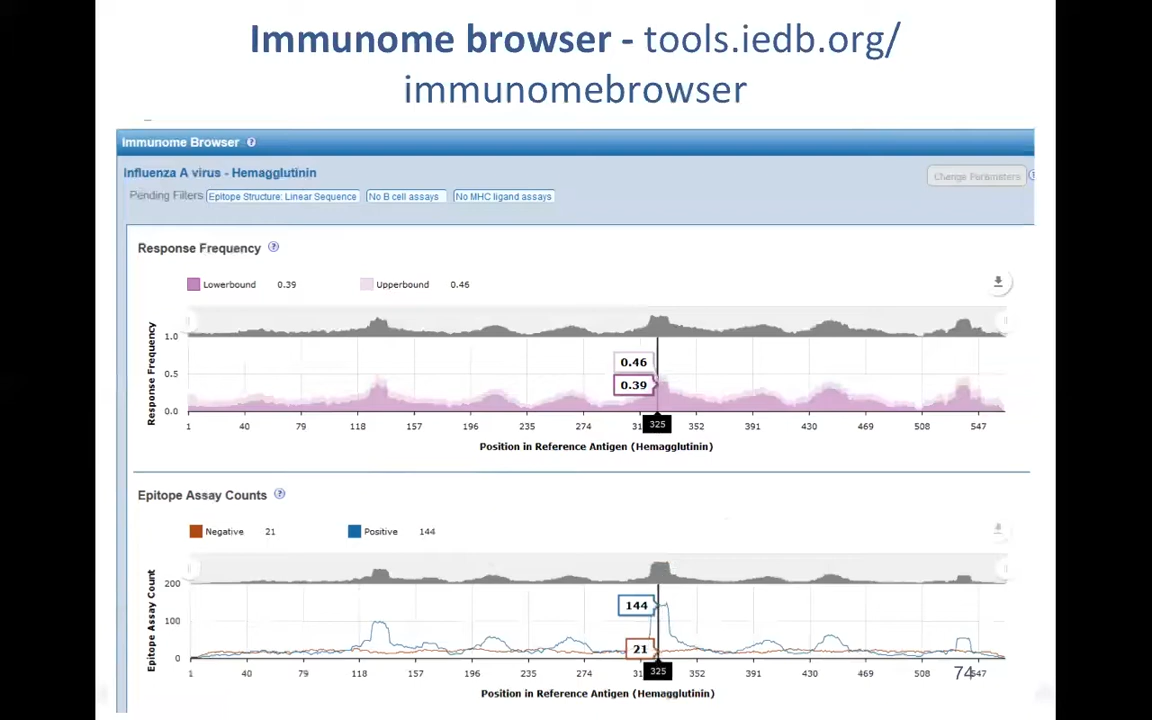 Immunome browser - tools.iedb.org/
immunomebrowser
Immunome Browser ?
Influenza A virus - Hemagglutinin
Change Parameters ?
Pending Filters Epitope Structure: Linear Sequence No B cell assays No MHC ligand assays
Response Frequency ?
Lowerbound 0.39 Upperbound 0.46
Response Frequency
1.0
0.5
0.0
0.46
0.39
1 40 79 118 157 196 235 274 31 325 352 391 430 469 508 547
Position in Reference Antigen (Hemagglutinin)
Epitope Assay Counts ?
Negative 21 Positive 144
Epitope Assay Count
200
100
0
144
21
1 40 79 118 157 196 235 274 31 325 352 391 430 469 508 547
74
Position in Reference Antigen (Hemagglutinin)